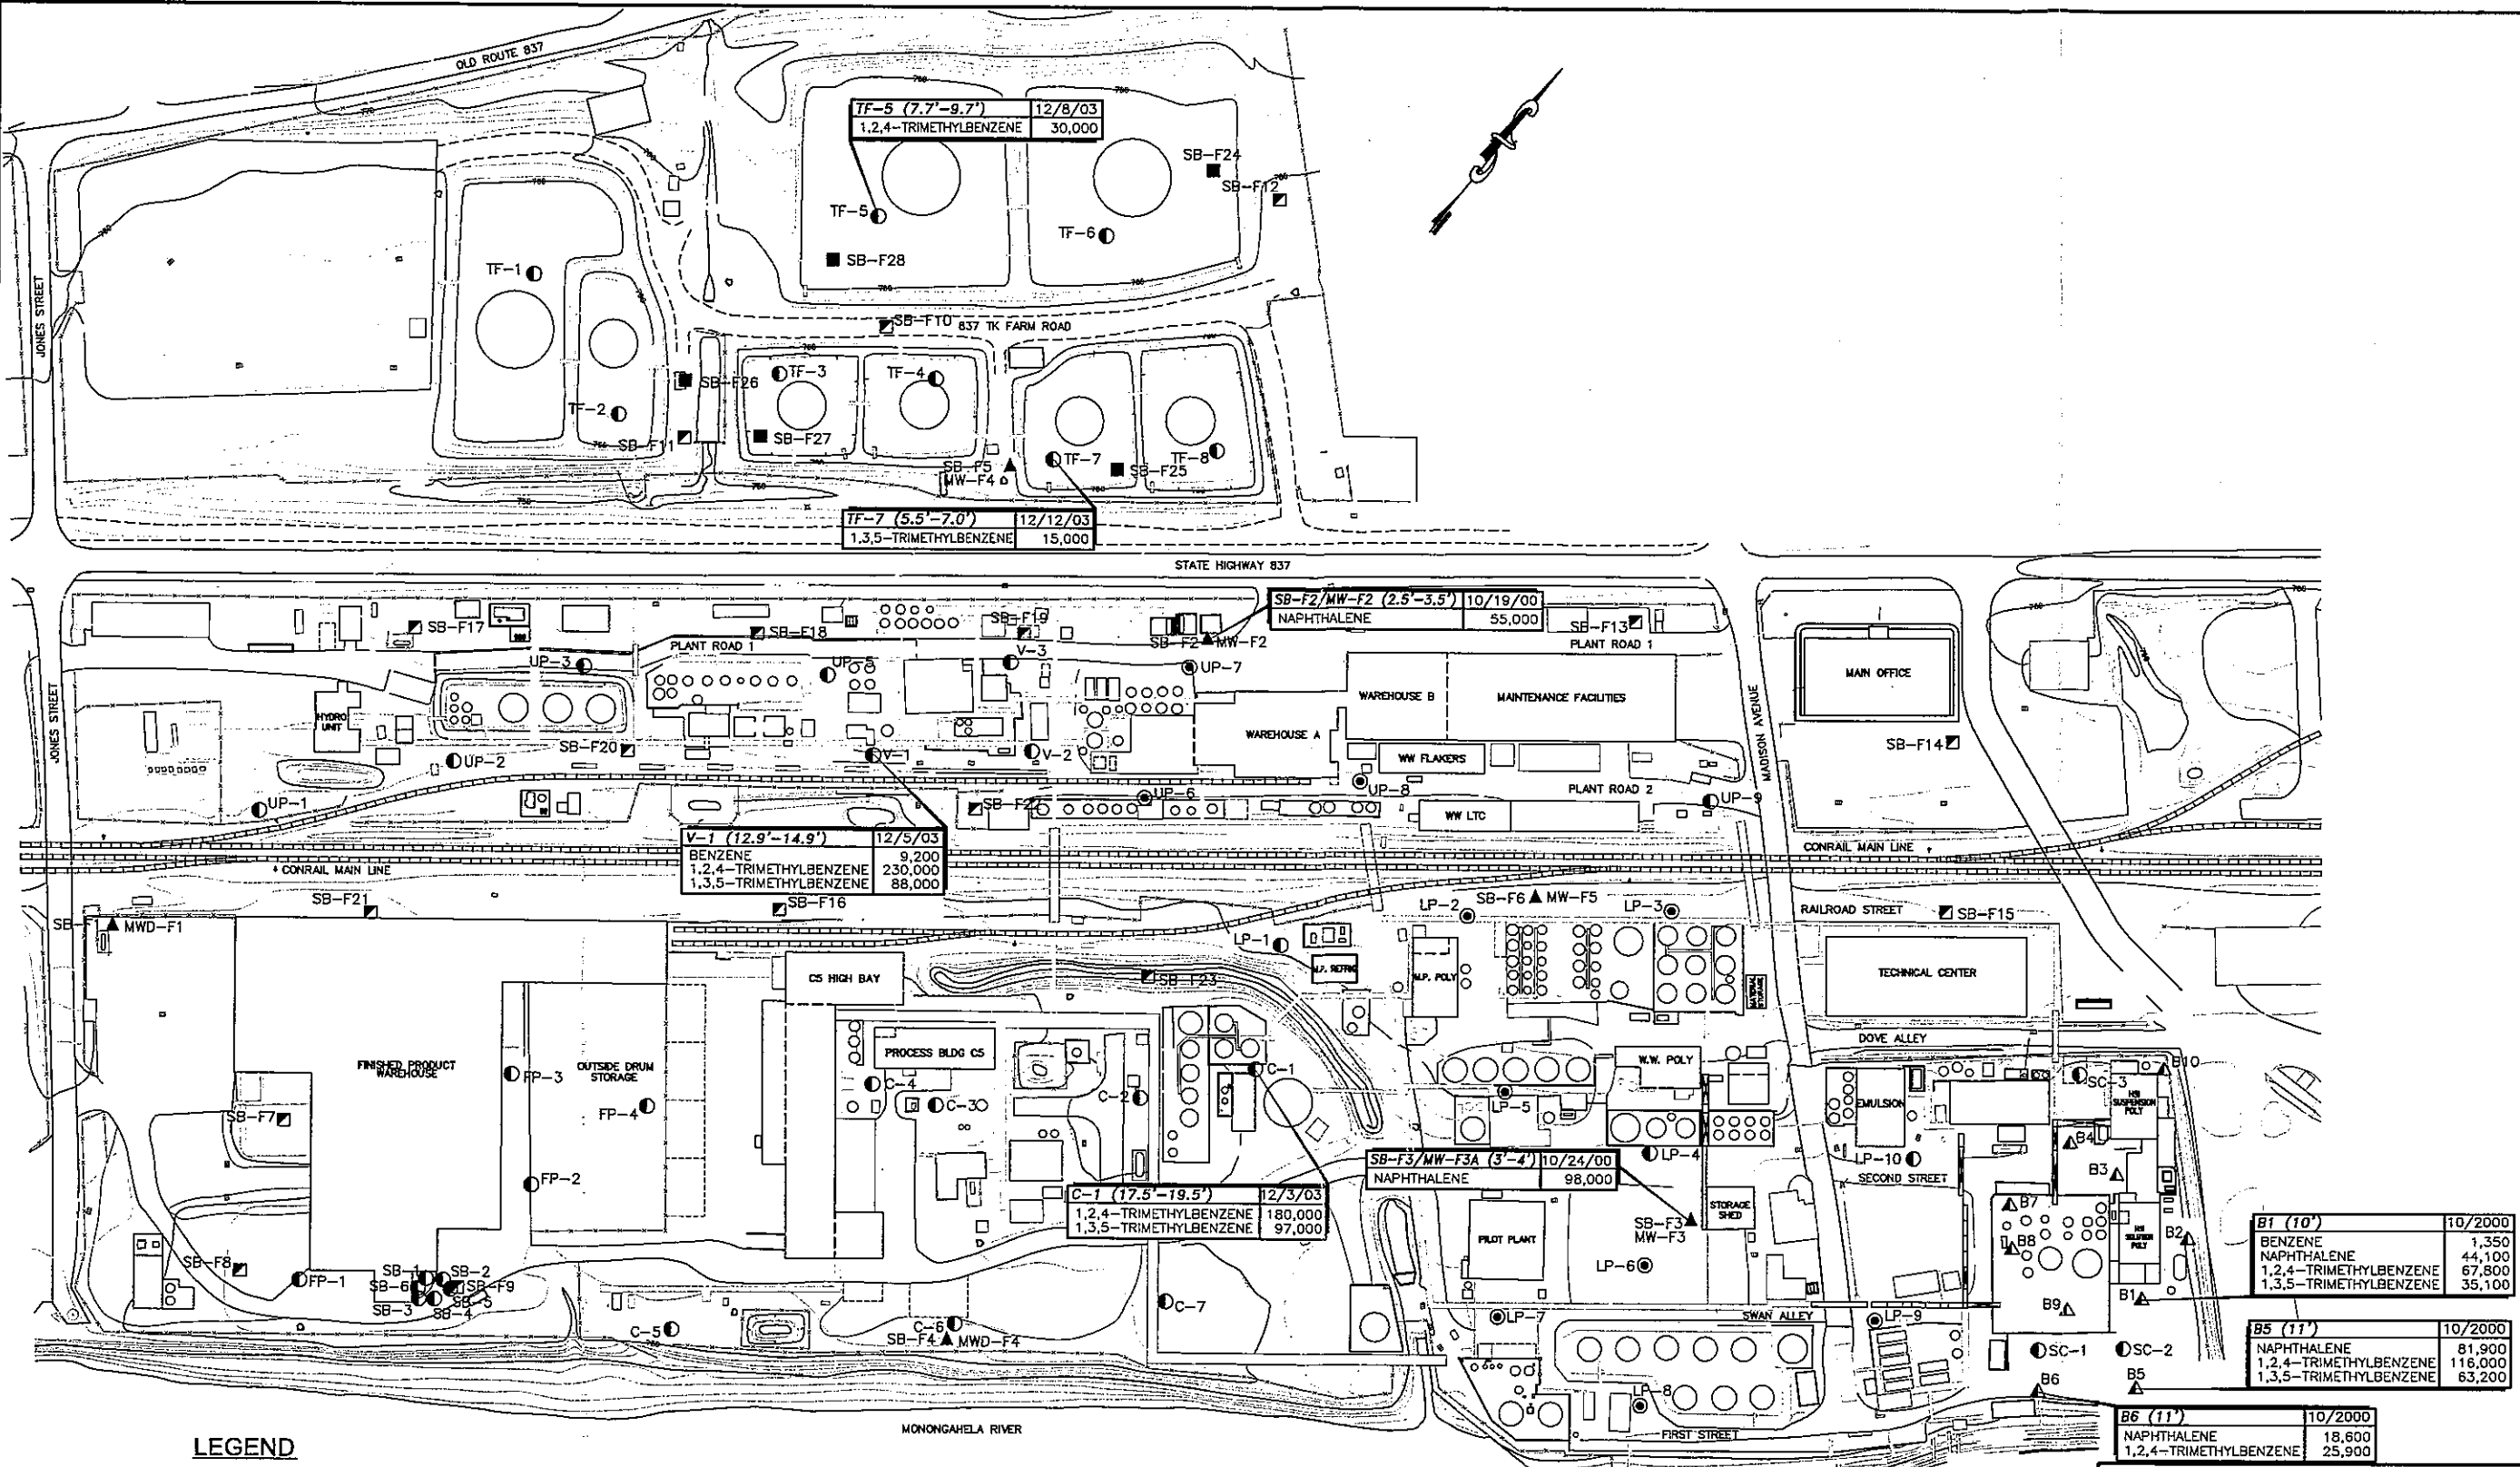 OLD ROUTE 837
TF-5 (7.7'-9.7') 12/8/03
1,2,4-TRIMETHYLBENZENE 30,000
SB-F24
SB-F12
TF-5
TF-6
SB-F28
TF-1
JONES STREET
SB-F10
837 TK FARM ROAD
SB-F26
TF-3
TF-4
TF-2
SB-F11
SB-F27
SB-F5
MW-F4
TF-7
SB-F25
TF-8
TF-7 (5.5'-7.0') 12/12/03
1,3,5-TRIMETHYLBENZENE 15,000
STATE HIGHWAY 837
SB-F2/MW-F2 (2.5'-3.5') 10/19/00
NAPHTHALENE 55,000
SB-F17
SB-F18
SB-F19
SB-F2
MW-F2
SB-F13
PLANT ROAD 1
PLANT ROAD 1
UP-3
UP-5
V-3
UP-7
WAREHOUSE B
MAINTENANCE FACILITIES
MAIN OFFICE
MADISON AVENUE
JONES STREET
HYDRO
UNIT
WAREHOUSE A
SB-F20
UP-2
V-1
V-2
WW FLAKERS
SB-F14
UP-1
SB-F22
UP-6
UP-8
PLANT ROAD 2
UP-9
WW LTC
V-1 (12.9'-14.9') 12/5/03
BENZENE 9,200
1,2,4-TRIMETHYLBENZENE 230,000
1,3,5-TRIMETHYLBENZENE 88,000
CONRAIL MAIN LINE
CONRAIL MAIN LINE
SB-F21
SB-F16
SB-F1
MWD-F1
LP-2
SB-F6
MW-F5
LP-3
RAILROAD STREET
SB-F15
LP-1
C5 HIGH BAY
SB-F23
M.P. REFRIG
M.P. POLY
MATERIAL
STORAGE
TECHNICAL CENTER
PROCESS BLDG C5
DOVE ALLEY
FINISHED PRODUCT
WAREHOUSE
OUTSIDE DRUM
STORAGE
FP-3
FP-4
C-4
C-3
C-2
C-1
W.W. POLY
LP-5
EMULSION
SC-3
B10
HSI
SUSPENSION
POLY
SB-F7
B4
B3
LP-4
LP-10
SECOND STREET
SB-F3/MW-F3A (3'-4') 10/24/00
NAPHTHALENE 98,000
FP-2
C-1 (17.5'-19.5') 12/3/03
1,2,4-TRIMETHYLBENZENE 180,000
1,3,5-TRIMETHYLBENZENE 97,000
STORAGE
SHED
SB-F3
MW-F3
PILOT PLANT
LP-6
B7
B8
B2
B1
B9
B1 (10') 10/2000
BENZENE 1,350
NAPHTHALENE 44,100
1,2,4-TRIMETHYLBENZENE 67,800
1,3,5-TRIMETHYLBENZENE 35,100
SB-F8
FP-1
SB-1
SB-2
SB-6
SB-F9
SB-3
SB-5
SB-4
C-7
C-5
C-6
SB-F4
MWD-F4
LP-7
SWAN ALLEY
LP-9
SC-1
SC-2
B5 (11') 10/2000
NAPHTHALENE 81,900
1,2,4-TRIMETHYLBENZENE 116,000
1,3,5-TRIMETHYLBENZENE 63,200
B6
B5
LP-8
FIRST STREET
B6 (11') 10/2000
NAPHTHALENE 18,600
1,2,4-TRIMETHYLBENZENE 25,900
MONONGAHELA RIVER
LEGEND